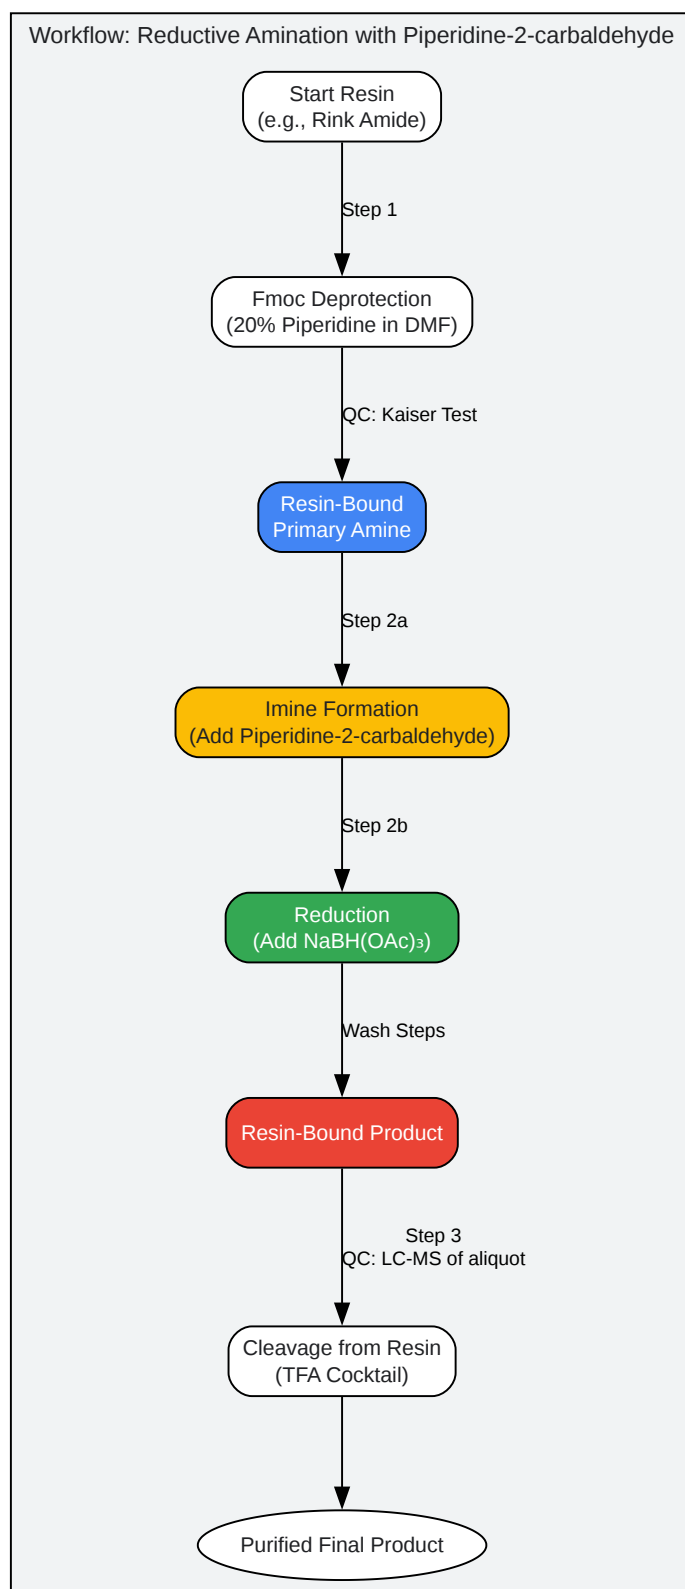 Workflow: Reductive Amination with Piperidine-2-carbaldehyde
Start Resin
(e.g., Rink Amide)
Step 1
Fmoc Deprotection
(20% Piperidine in DMF)
QC: Kaiser Test
Resin-Bound
Primary Amine
Step 2a
Imine Formation
(Add Piperidine-2-carbaldehyde)
Step 2b
Reduction
(Add NaBH(OAc)₃)
Wash Steps
Resin-Bound Product
Step 3
QC: LC-MS of aliquot
Cleavage from Resin
(TFA Cocktail)
Purified Final Product